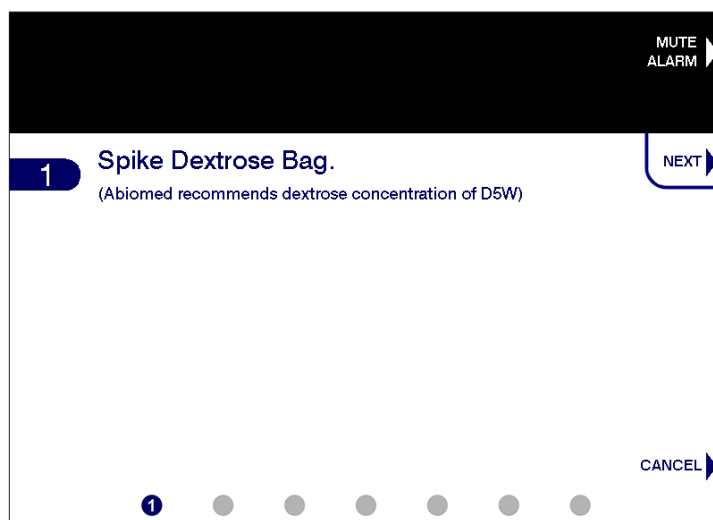 MUTE
ALARM
1
Spike Dextrose Bag.
(Abiomed recommends dextrose concentration of D5W)
NEXT
CANCEL
1